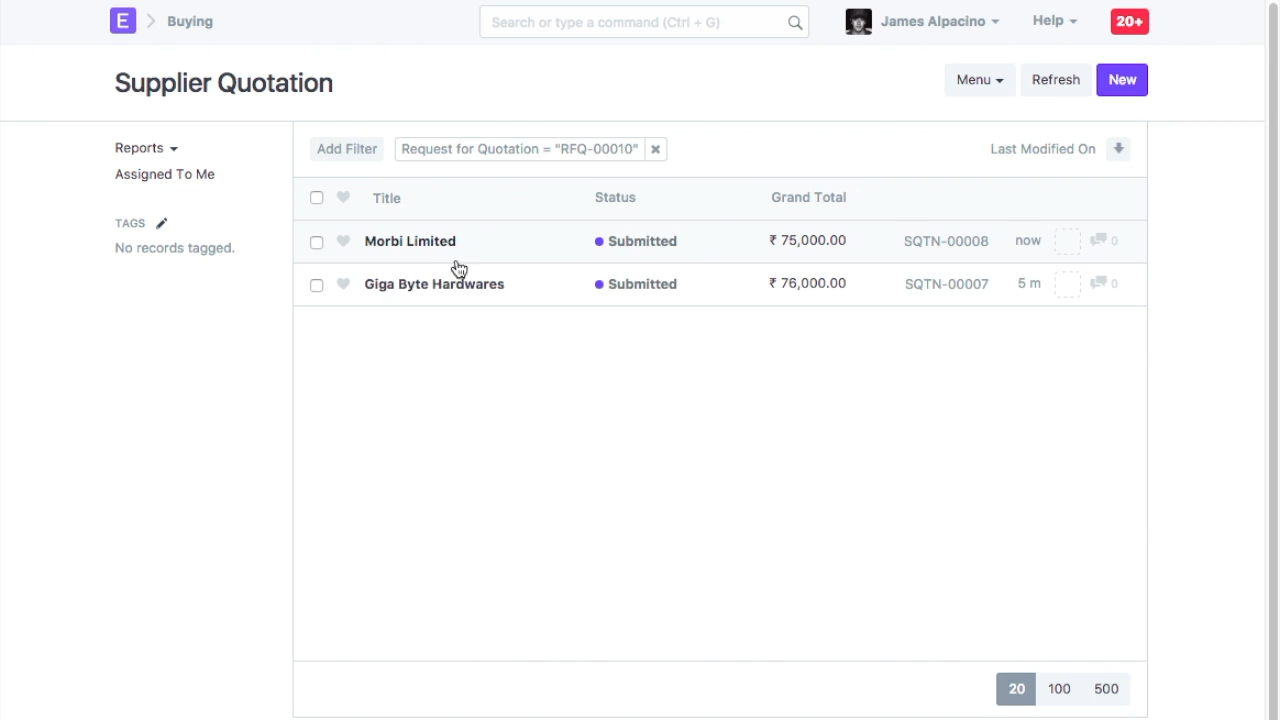 E Buying Search or type a command (Ctrl + G) James Alpacino Help 20+
Supplier Quotation Menu Refresh New
Reports
Assigned To Me
TAGS
No records tagged.
Add Filter Request for Quotation = "RFQ-00010" Last Modified On
Title Status Grand Total
Morbi Limited Submitted ₹ 75,000.00 SQTN-00008 now 0
Giga Byte Hardwares Submitted ₹ 76,000.00 SQTN-00007 5 m 0
20 100 500